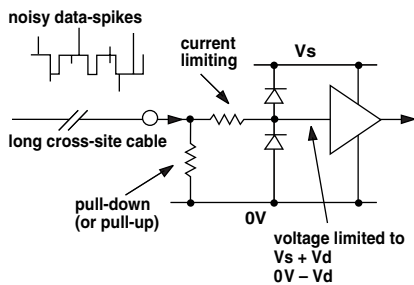 noisy data-spikes
current
limiting
Vs
long cross-site cable
pull-down
(or pull-up)
0V
voltage limited to
Vs + Vd
0V – Vd